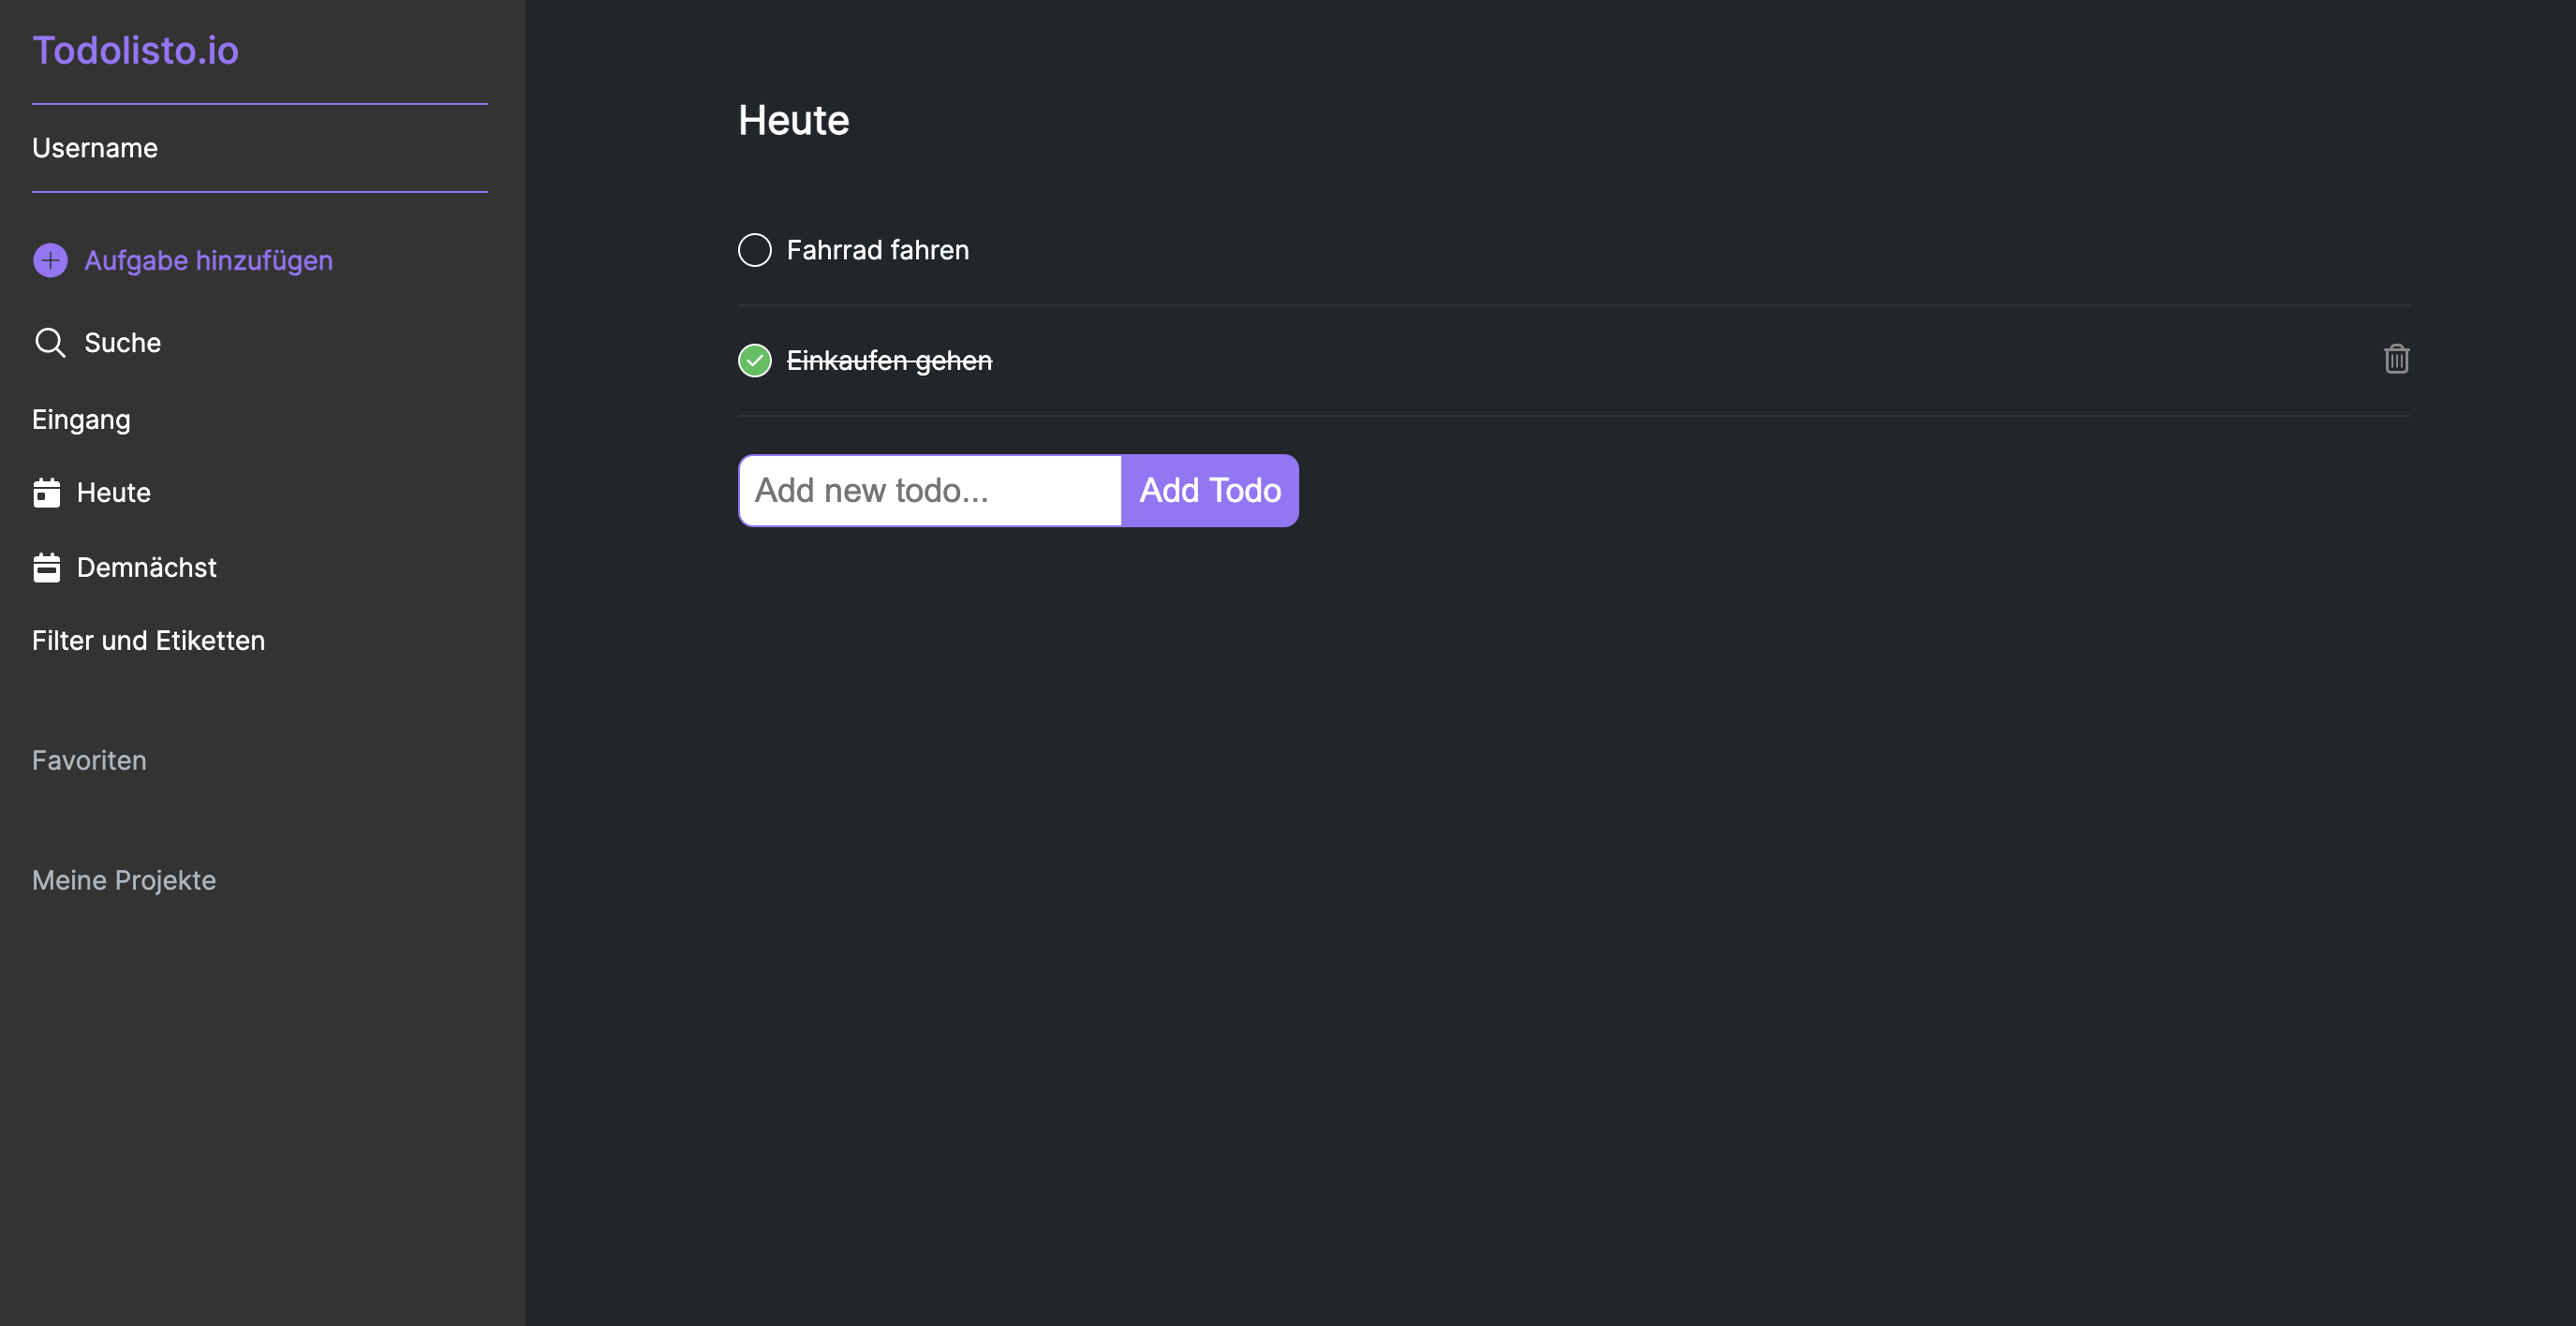 Todolisto.io
Username
Aufgabe hinzufügen
Suche
Eingang
Heute
Demnächst
Filter und Etiketten
Favoriten
Meine Projekte
Heute
Fahrrad fahren
Einkaufen gehen
Add new todo...
Add Todo